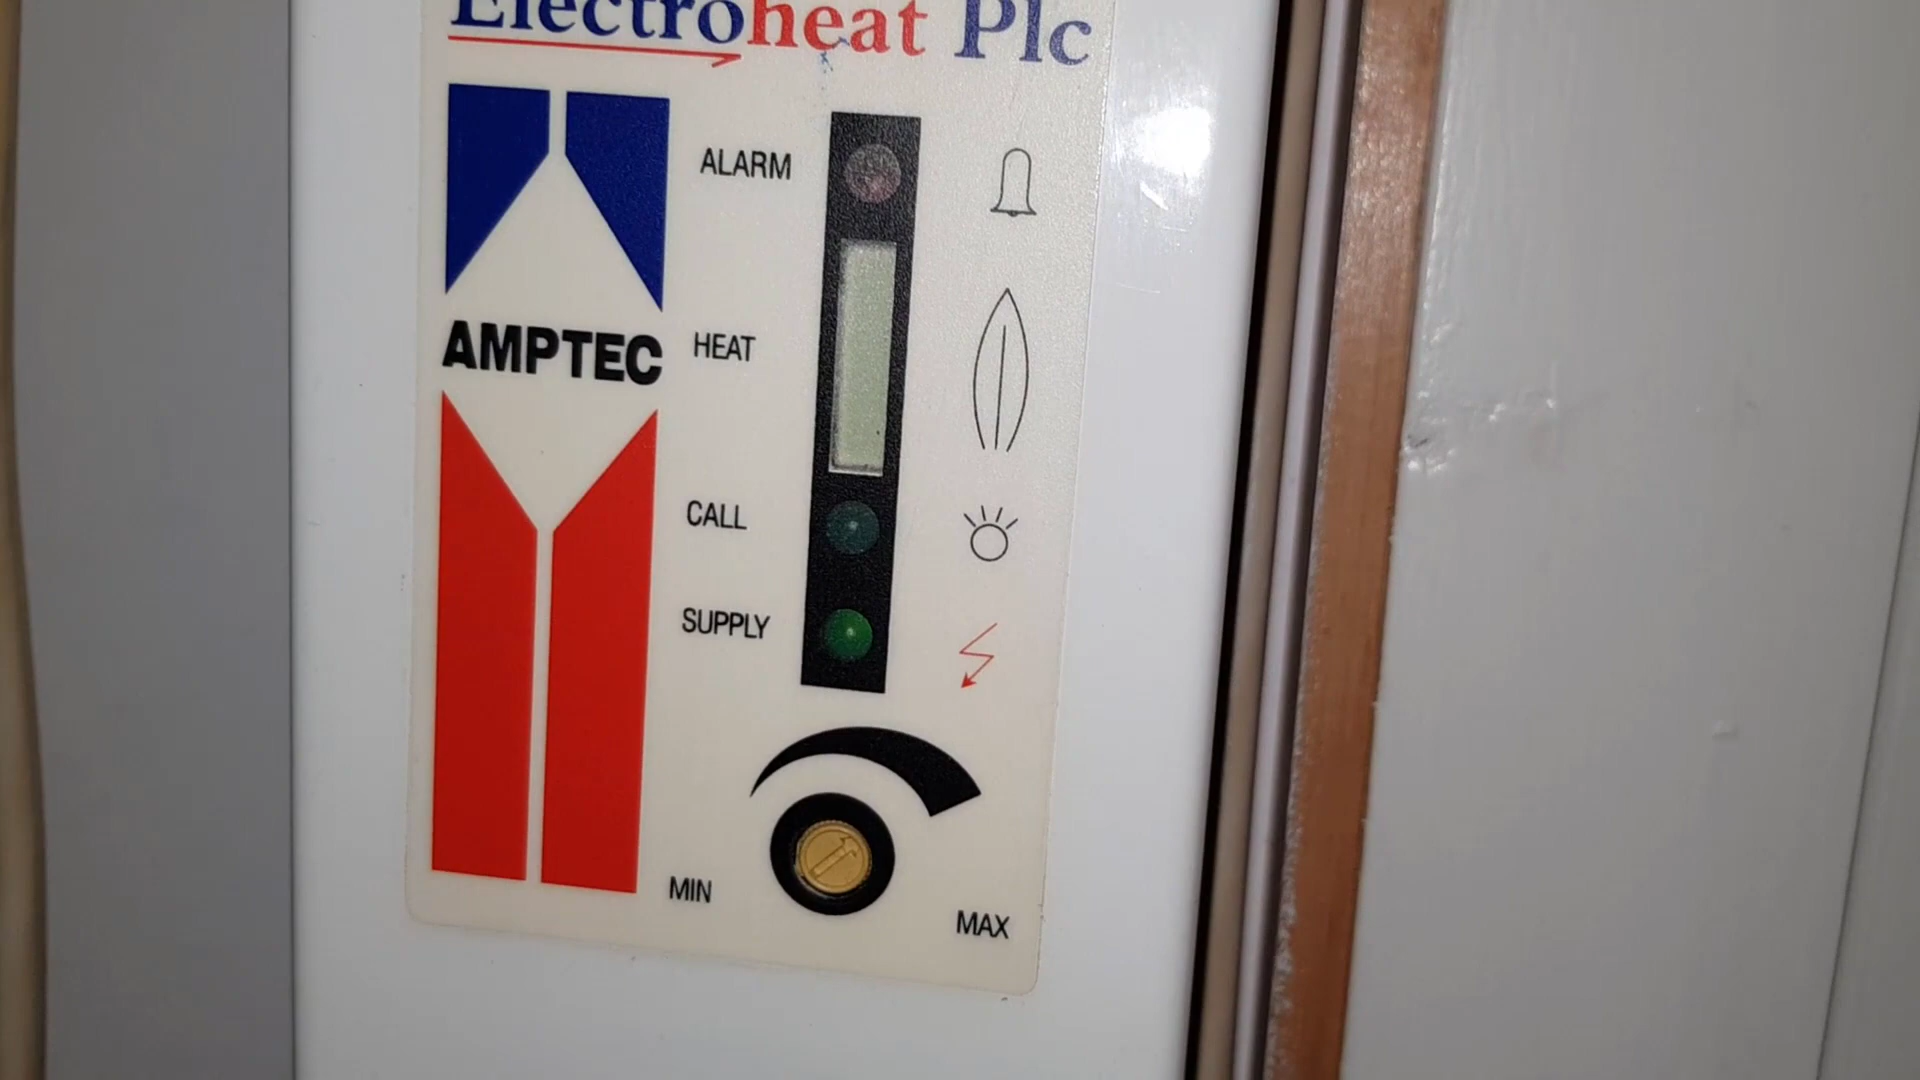 Electroheat Plc
ALARM
AMPTEC
HEAT
CALL
SUPPLY
MIN
MAX